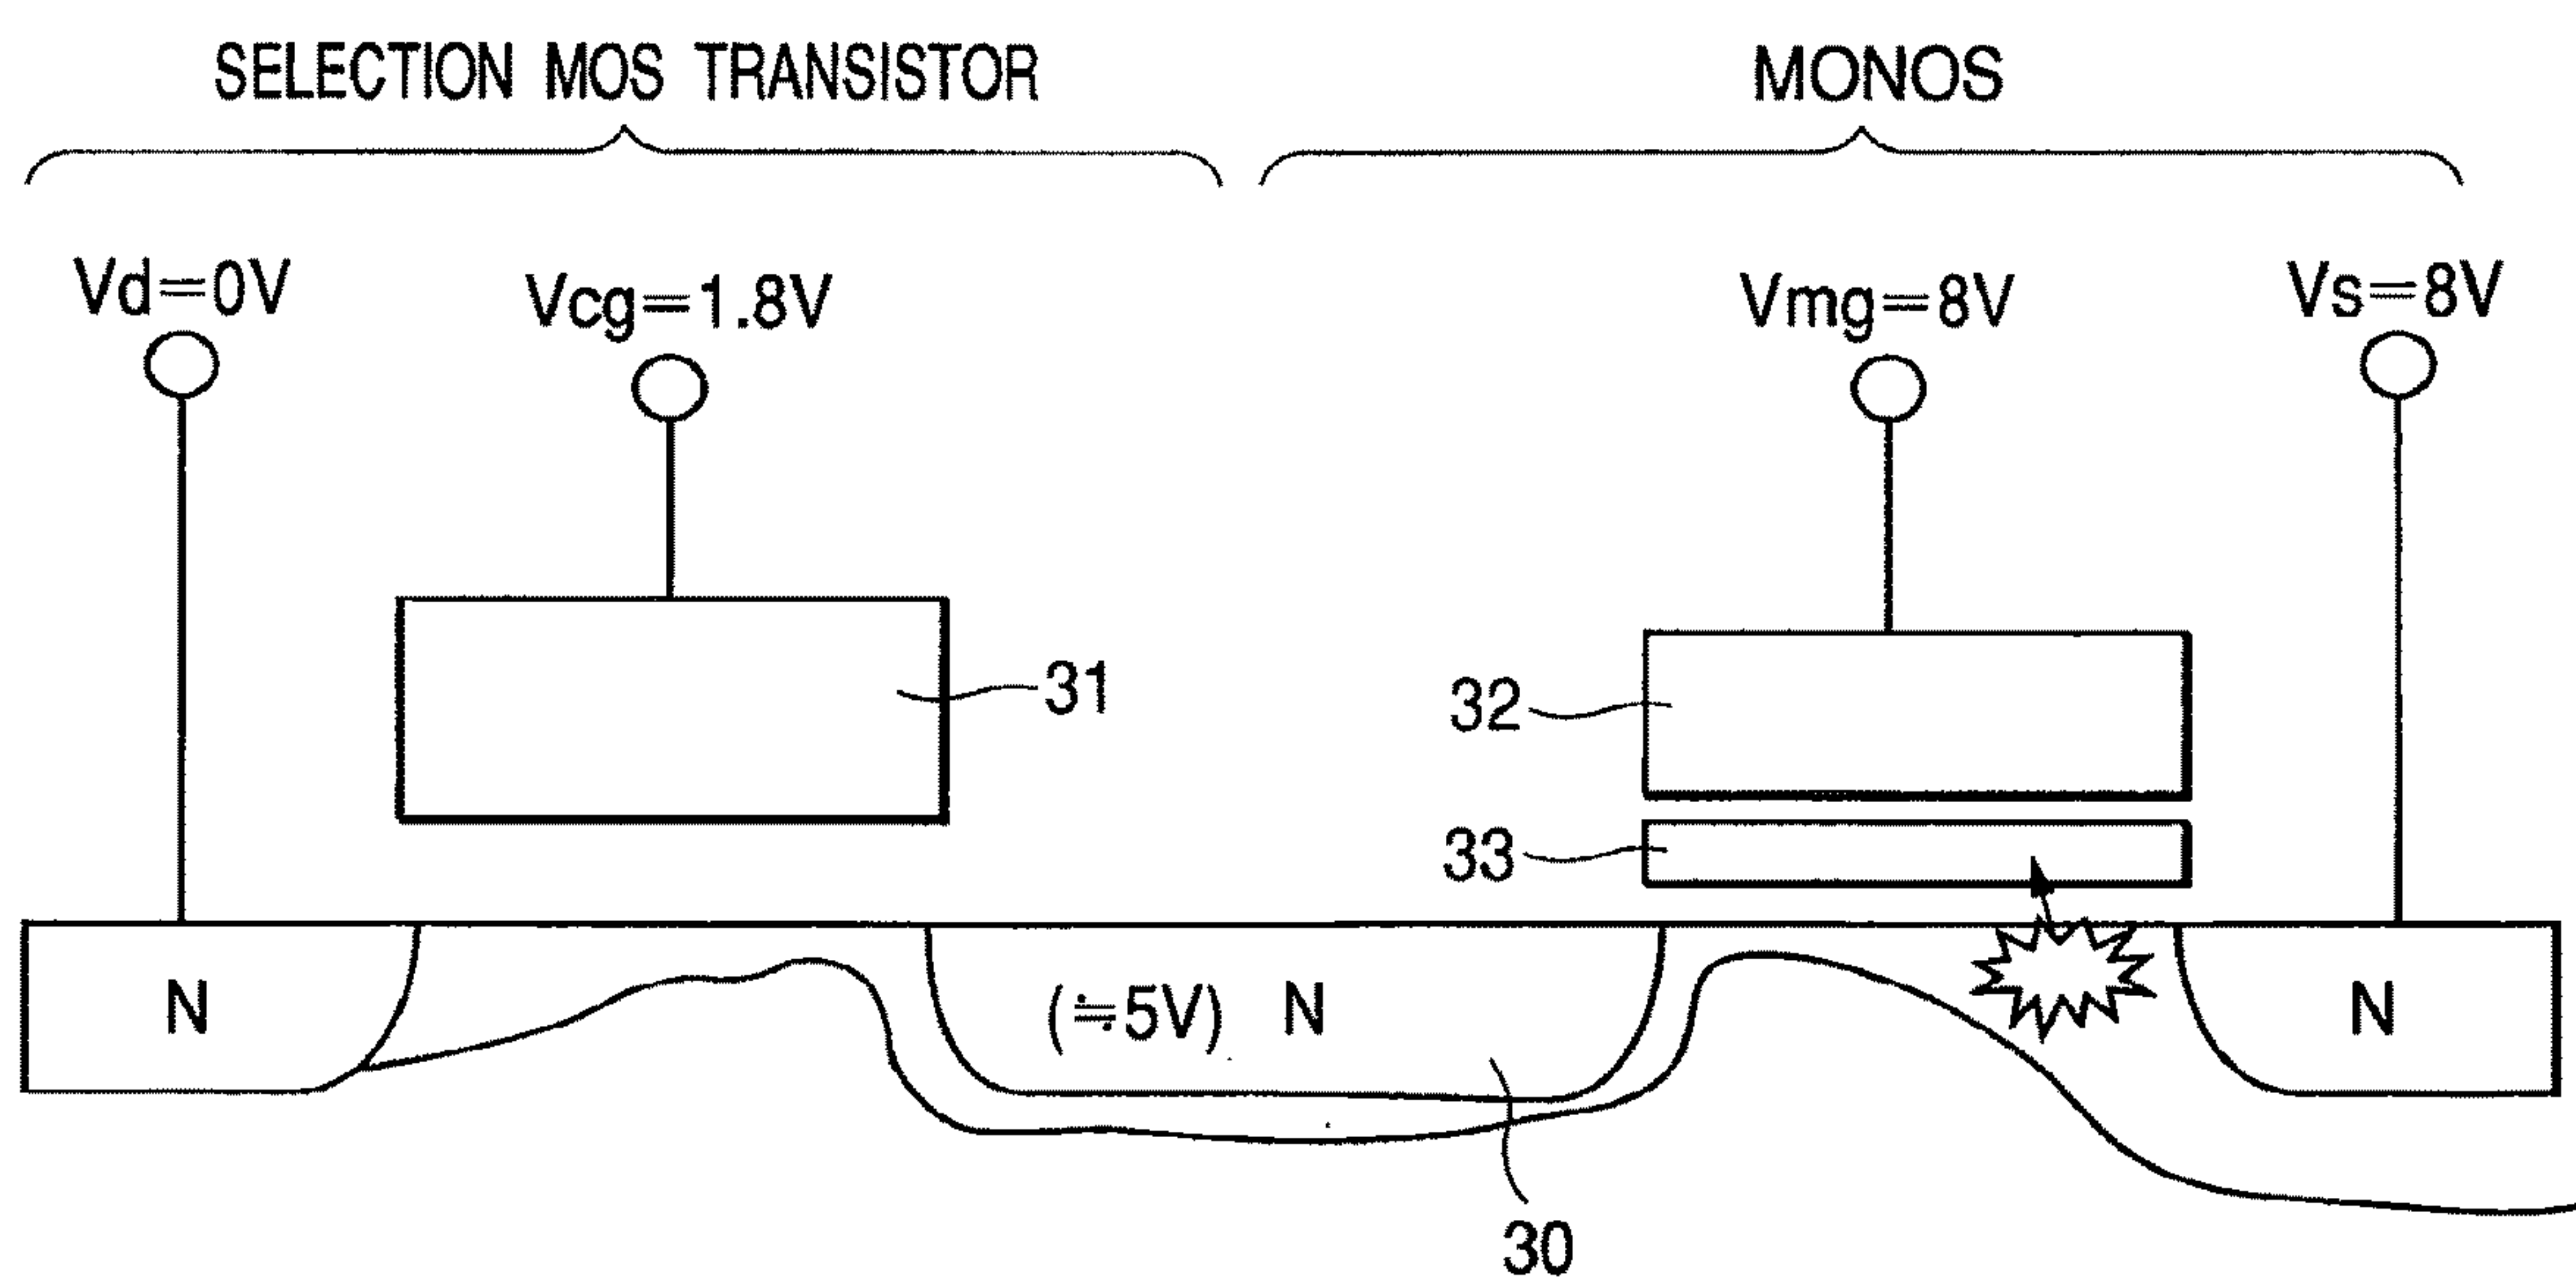 SELECTION MOS TRANSISTOR
MONOS
Vd=0V
Vcg=1.8V
Vmg=8V
Vs=8V
31
32
33
N
(≒5V) N
N
30